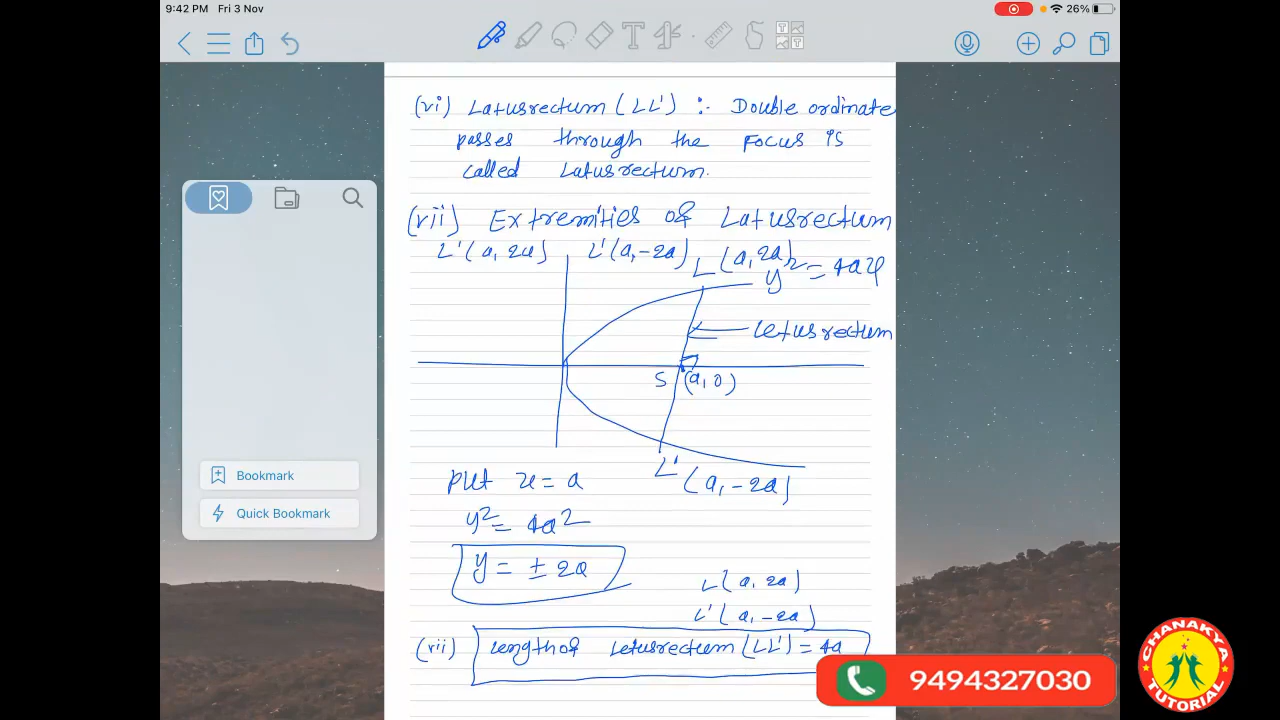 9:42 PM Fri 3 Nov
26%
(vi) Latusrectum (LL') :- Double ordinate
passes through the Focus is
called Latusrectum.
(vii) Extremities of Latusrectum
L'(a, 2a) L'(a, -2a)
L (a, 2a)
y² = 4ax
Letusrectum
S (a, 0)
L' (a, -2a)
put x = a
y² = 4a²
y = ± 2a
L(a, 2a)
L'(a, -2a)
(vii) length of Letusrectum (LL') = 4a
Bookmark
Quick Bookmark
9494327030
CHANAKYA
TUTORIAL